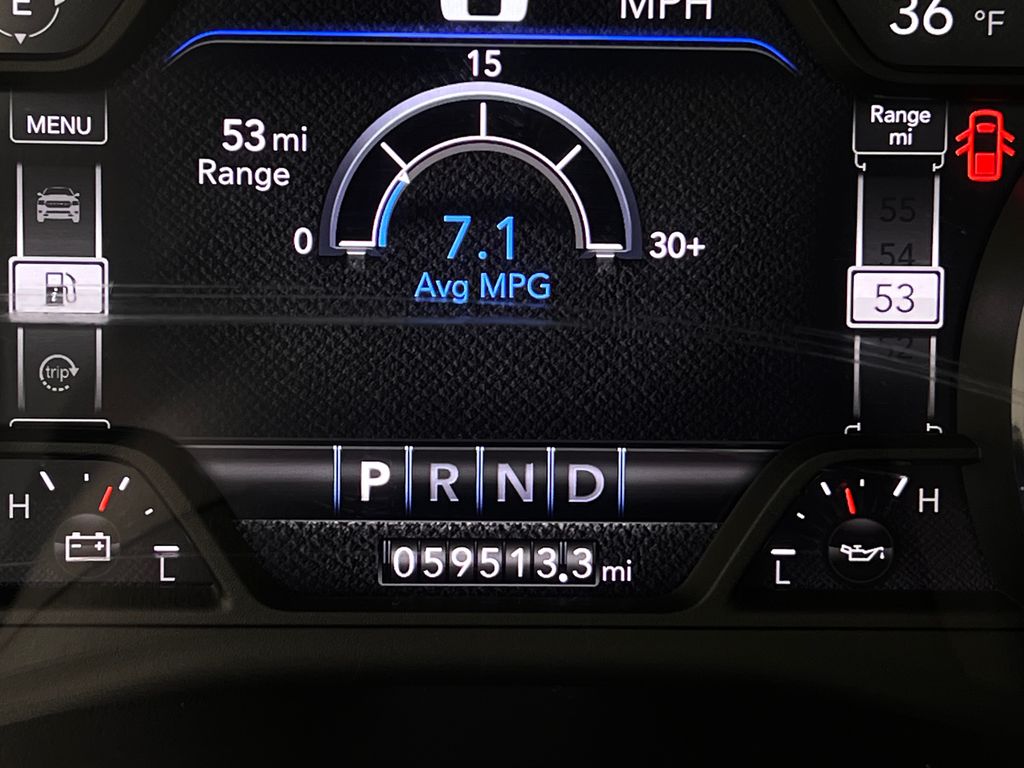 E
MPH
36 °F
15
MENU
53 mi
Range
0
7.1
30+
Avg MPG
Range
mi
55
54
53
52
trip
P R N D
H
L
059513.3 mi
H
L